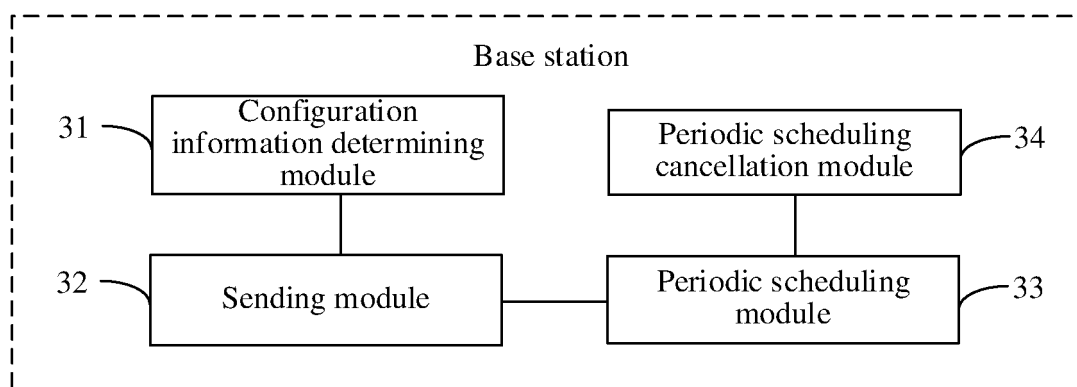 Base station
31
Configuration
information determining
module
Periodic scheduling
cancellation module
34
32
Sending module
Periodic scheduling
module
33